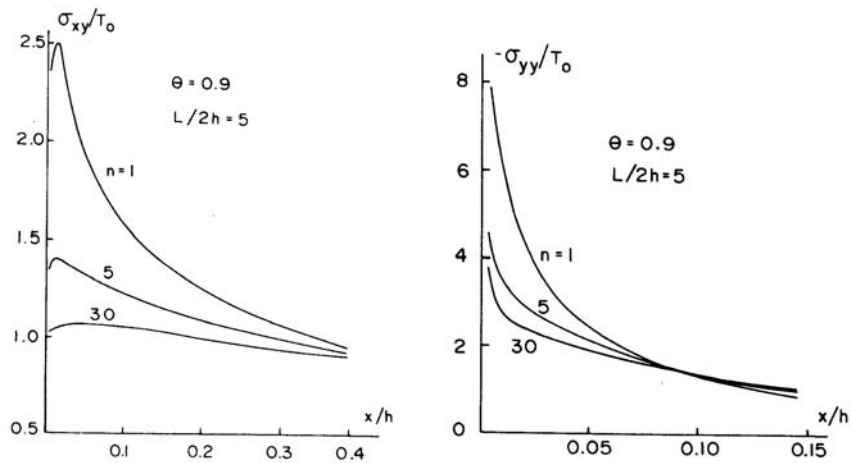 σxy/To
2.5
2.0
1.5
1.0
0.5
θ = 0.9
L/2h = 5
n = 1
5
30
x/h
0.1
0.2
0.3
0.4
-σyy/To
8
6
4
2
0
θ = 0.9
L/2h = 5
n = 1
5
30
x/h
0.05
0.10
0.15